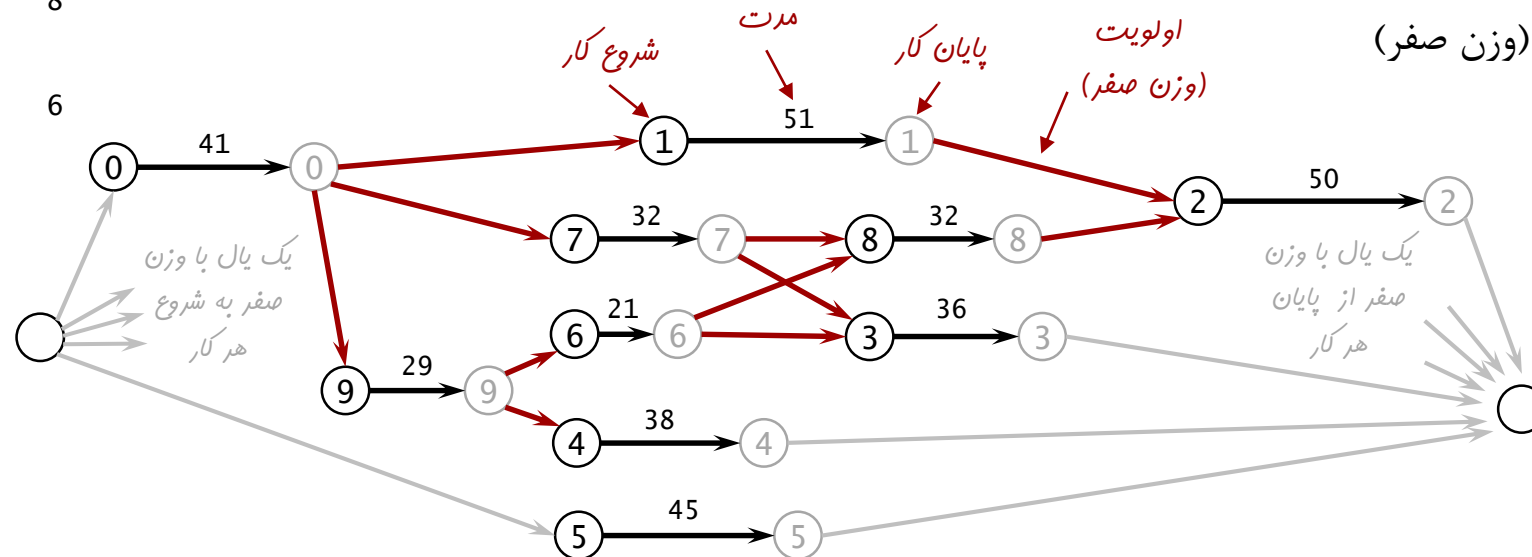 8
مدت
شروع کار
پایان کار
اولویت
(وزن صفر)
(وزن صفر)
6
0 41 0
1 51 1
2 50 2
7 32 7
8 32 8
یک یال با وزن
صفر به شروع
هر کار
یک یال با وزن
صفر از پایان
هر کار
6 21 6
3 36 3
9 29 9
4 38 4
5 45 5